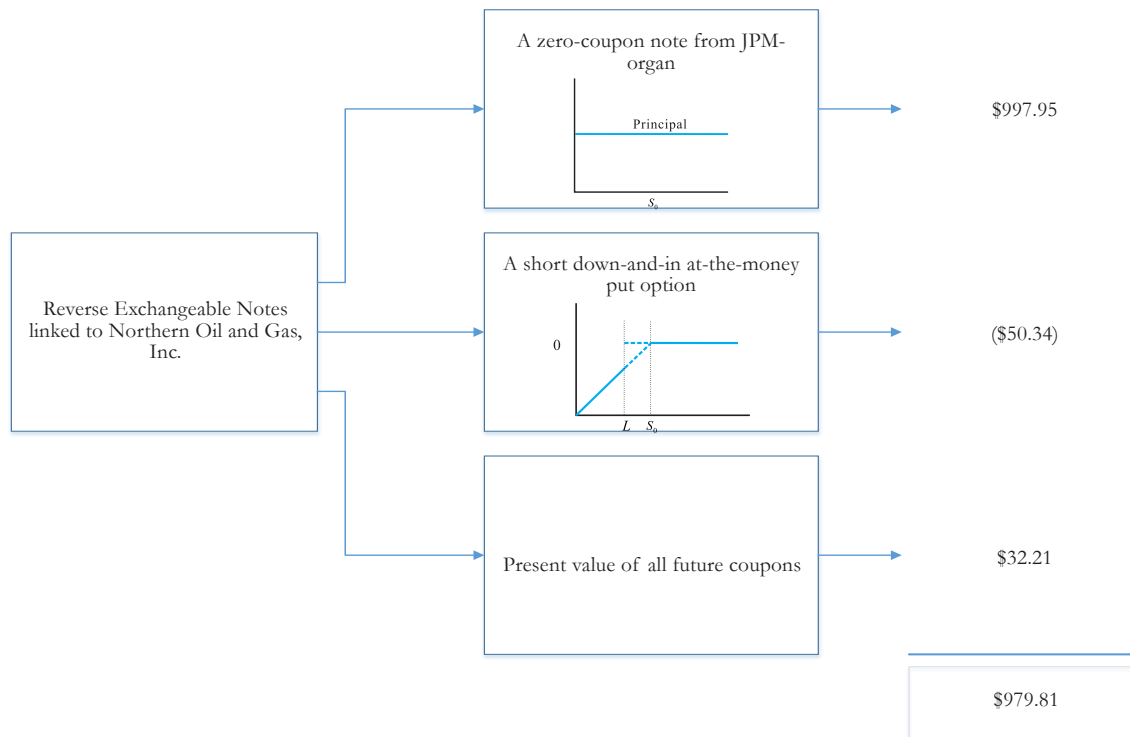 A zero-coupon note from JPM-
organ
Principal
S₀
$997.95
Reverse Exchangeable Notes
linked to Northern Oil and Gas,
Inc.
A short down-and-in at-the-money
put option
0
L S₀
($50.34)
Present value of all future coupons
$32.21
$979.81